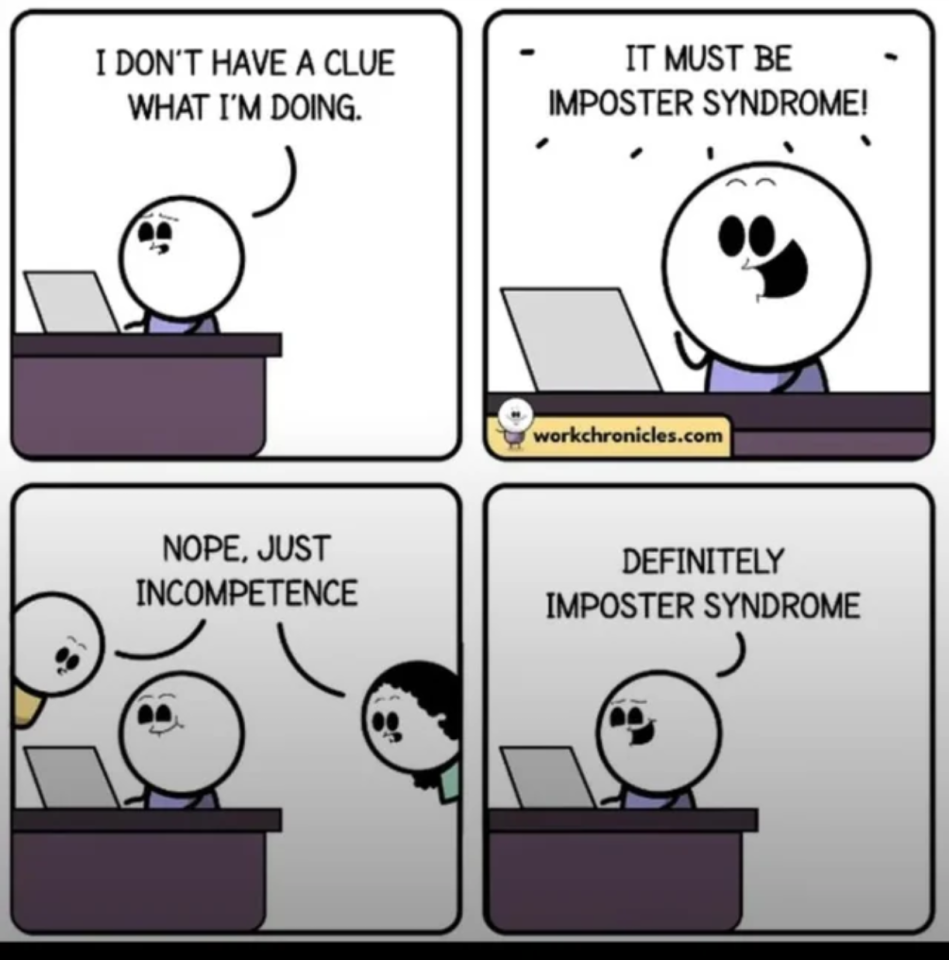 I DON'T HAVE A CLUE
WHAT I'M DOING.
IT MUST BE
IMPOSTER SYNDROME!
workchronicles.com
NOPE, JUST
INCOMPETENCE
DEFINITELY
IMPOSTER SYNDROME